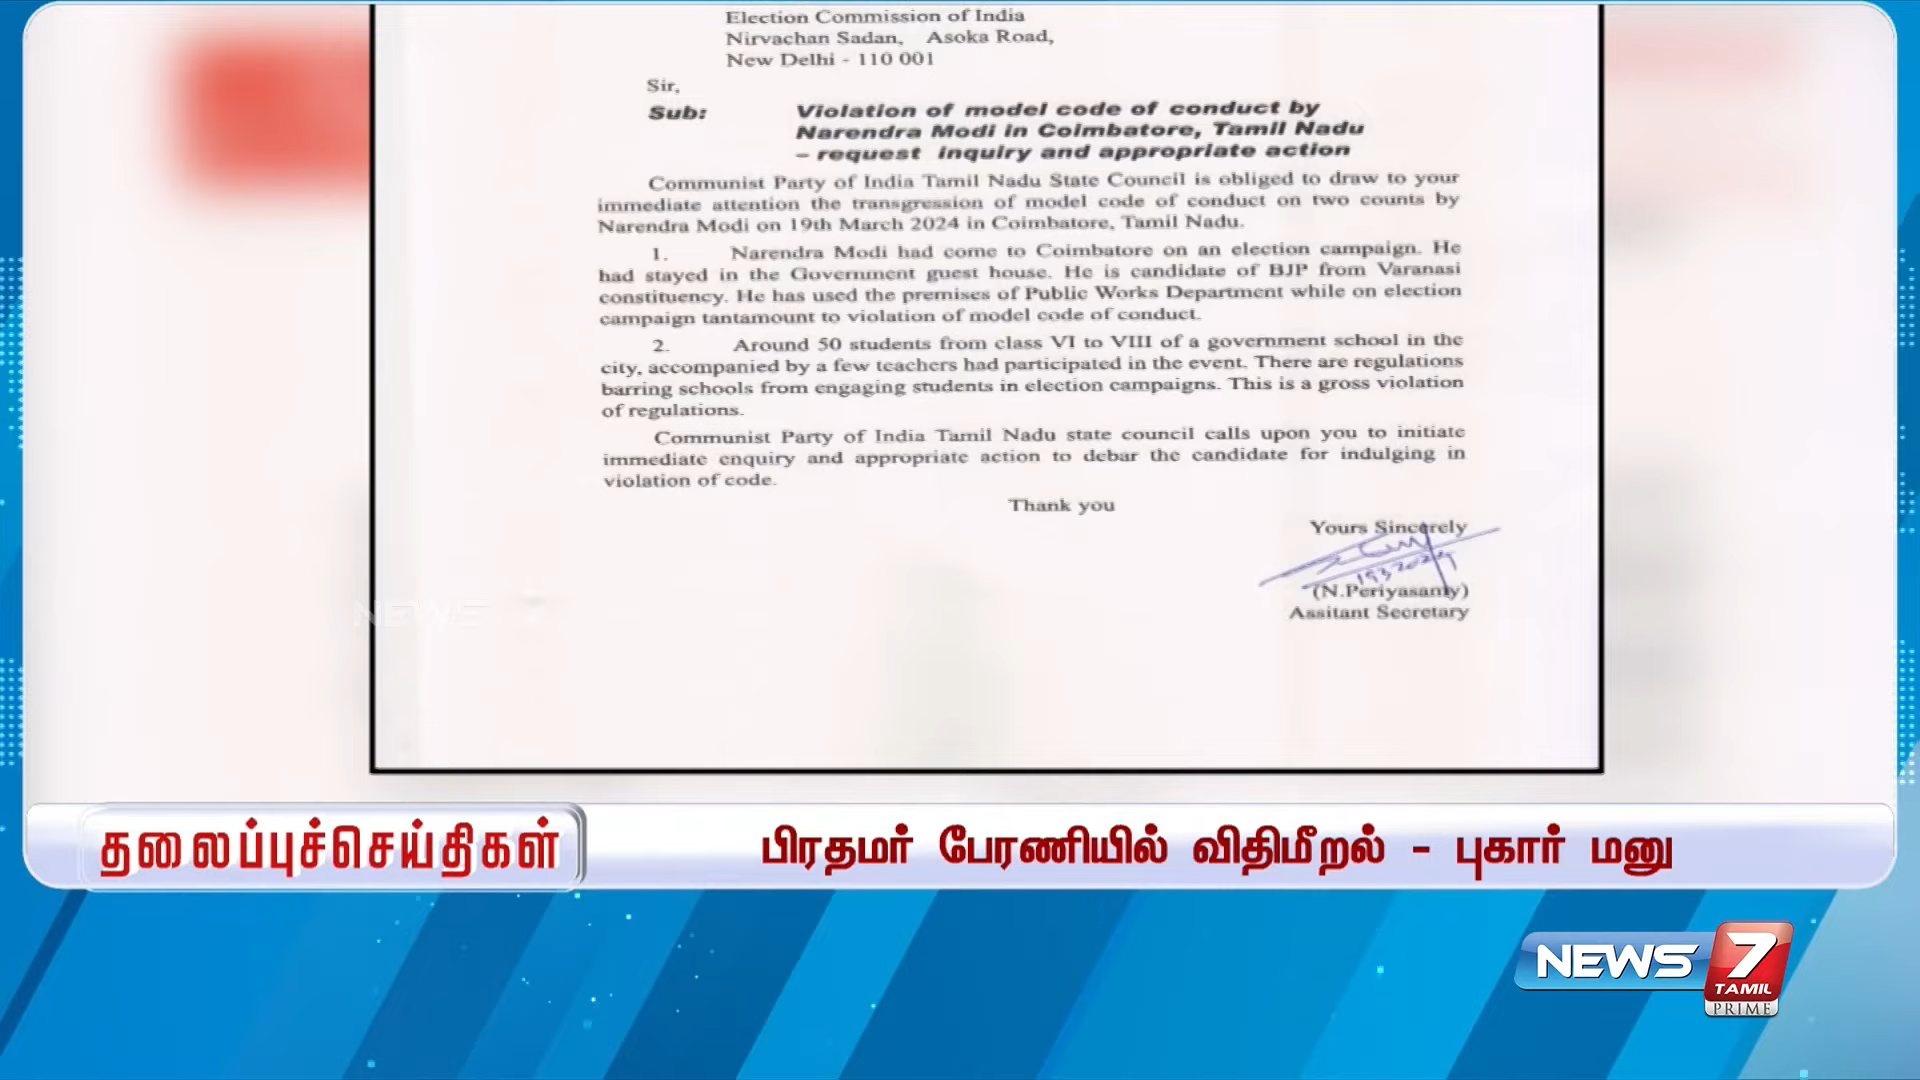 Election Commission of India
Nirvachan Sadan, Asoka Road,
New Delhi - 110 001
Sir,
Sub: Violation of model code of conduct by
Narendra Modi in Coimbatore, Tamil Nadu
– request inquiry and appropriate action
Communist Party of India Tamil Nadu State Council is obliged to draw to your
immediate attention the transgression of model code of conduct on two counts by
Narendra Modi on 19th March 2024 in Coimbatore, Tamil Nadu.
1. Narendra Modi had come to Coimbatore on an election campaign. He
had stayed in the Government guest house. He is candidate of BJP from Varanasi
constituency. He has used the premises of Public Works Department while on election
campaign tantamount to violation of model code of conduct.
2. Around 50 students from class VI to VIII of a government school in the
city, accompanied by a few teachers had participated in the event. There are regulations
barring schools from engaging students in election campaigns. This is a gross violation
of regulations.
Communist Party of India Tamil Nadu state council calls upon you to initiate
immediate enquiry and appropriate action to debar the candidate for indulging in
violation of code.
Thank you
Yours Sincerely
(N.Periyasamy)
Assitant Secretary
NEWS 7
தலைப்புச்செய்திகள்
பிரதமர் பேரணியில் விதிமீறல் - புகார் மனு
NEWS 7
TAMIL
PRIME